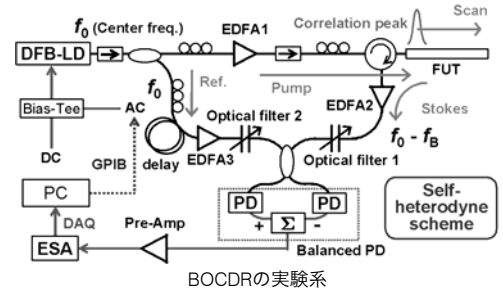 f0 (Center freq.)
EDFA1
Correlation peak
Scan
DFB-LD
FUT
f0
Ref.
Pump
EDFA2
Stokes
Bias-Tee
AC
Optical filter 2
f0 - fB
DC
GPIB
delay
EDFA3
Optical filter 1
PC
DAQ
Pre-Amp
PD
PD
+
Σ
-
Self-
heterodyne
scheme
ESA
Balanced PD
BOCDRの実験系